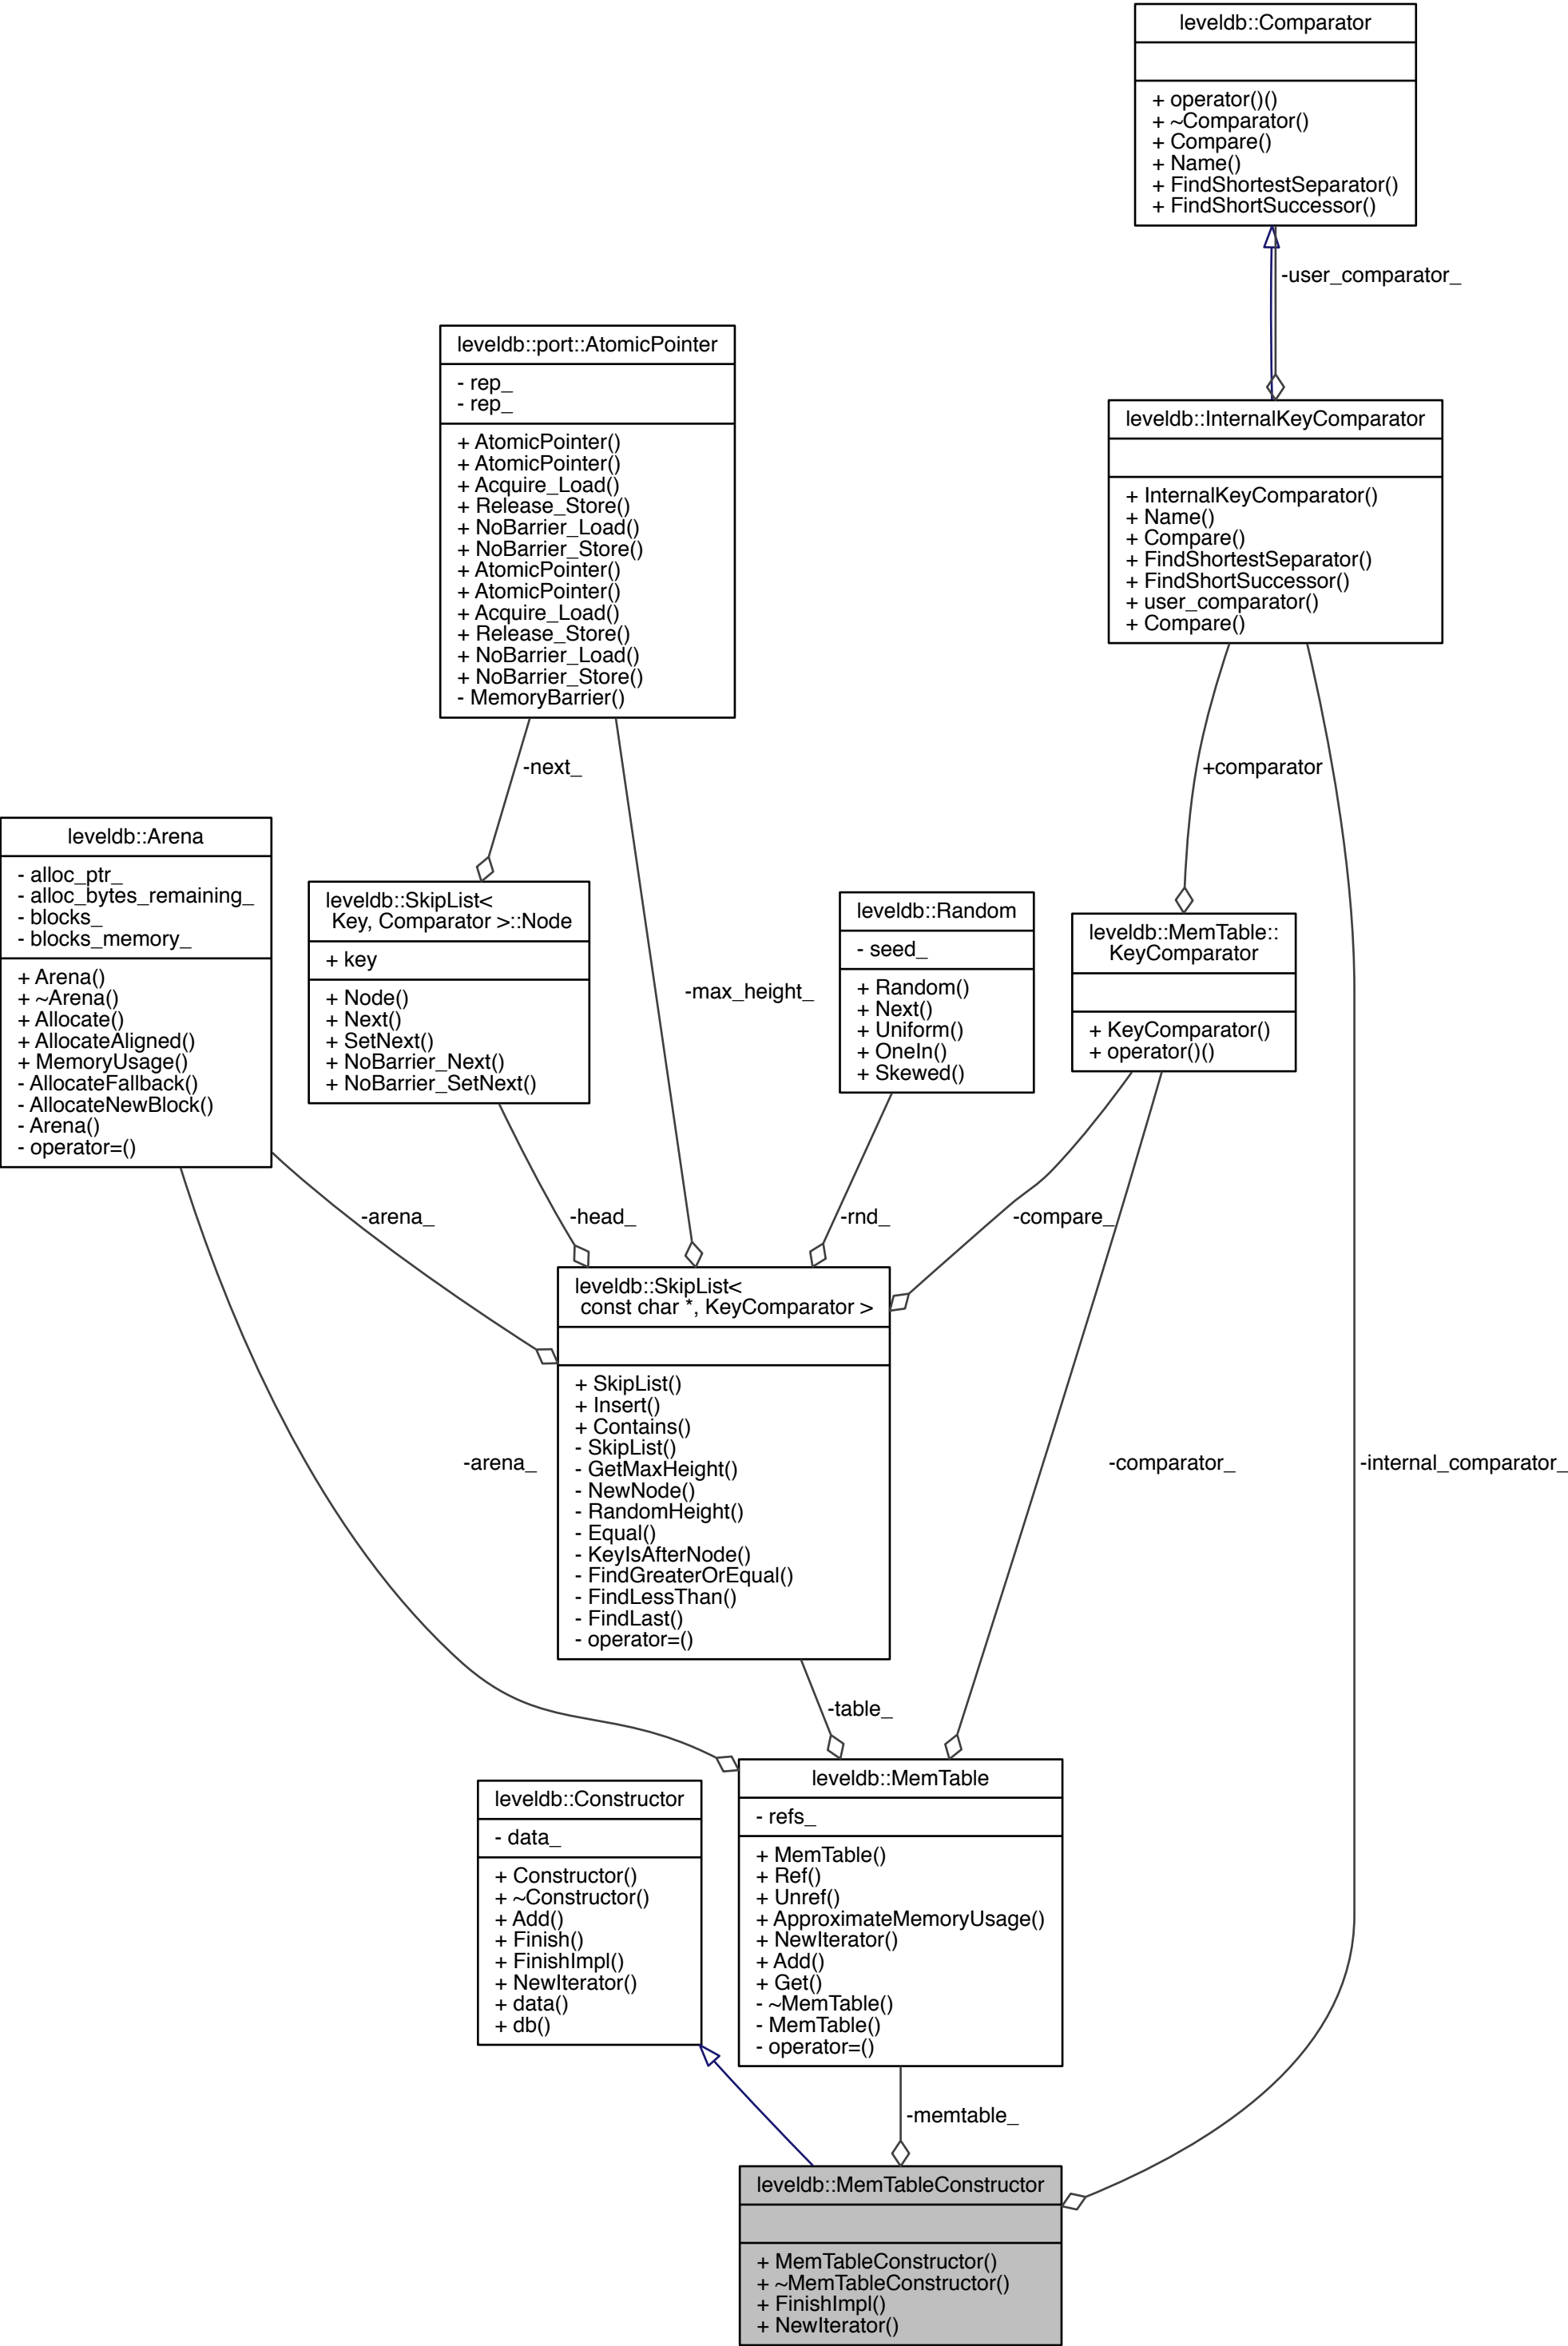 leveldb::Comparator
+ operator()()
+ ~Comparator()
+ Compare()
+ Name()
+ FindShortestSeparator()
+ FindShortSuccessor()
-user_comparator_
leveldb::port::AtomicPointer
- rep_
- rep_
+ AtomicPointer()
+ AtomicPointer()
+ Acquire_Load()
+ Release_Store()
+ NoBarrier_Load()
+ NoBarrier_Store()
+ AtomicPointer()
+ AtomicPointer()
+ Acquire_Load()
+ Release_Store()
+ NoBarrier_Load()
+ NoBarrier_Store()
- MemoryBarrier()
leveldb::InternalKeyComparator
+ InternalKeyComparator()
+ Name()
+ Compare()
+ FindShortestSeparator()
+ FindShortSuccessor()
+ user_comparator()
+ Compare()
-next_
+comparator
leveldb::Arena
- alloc_ptr_
- alloc_bytes_remaining_
- blocks_
- blocks_memory_
+ Arena()
+ ~Arena()
+ Allocate()
+ AllocateAligned()
+ MemoryUsage()
- AllocateFallback()
- AllocateNewBlock()
- Arena()
- operator=()
leveldb::SkipList<
Key, Comparator >::Node
+ key
+ Node()
+ Next()
+ SetNext()
+ NoBarrier_Next()
+ NoBarrier_SetNext()
-max_height_
leveldb::Random
- seed_
+ Random()
+ Next()
+ Uniform()
+ OneIn()
+ Skewed()
leveldb::MemTable::
KeyComparator
+ KeyComparator()
+ operator()()
-arena_
-head_
-rnd_
-compare_
leveldb::SkipList<
const char *, KeyComparator >
+ SkipList()
+ Insert()
+ Contains()
- SkipList()
- GetMaxHeight()
- NewNode()
- RandomHeight()
- Equal()
- KeyIsAfterNode()
- FindGreaterOrEqual()
- FindLessThan()
- FindLast()
- operator=()
-arena_
-comparator_
-internal_comparator_
-table_
leveldb::Constructor
- data_
+ Constructor()
+ ~Constructor()
+ Add()
+ Finish()
+ FinishImpl()
+ NewIterator()
+ data()
+ db()
leveldb::MemTable
- refs_
+ MemTable()
+ Ref()
+ Unref()
+ ApproximateMemoryUsage()
+ NewIterator()
+ Add()
+ Get()
- ~MemTable()
- MemTable()
- operator=()
-memtable_
leveldb::MemTableConstructor
+ MemTableConstructor()
+ ~MemTableConstructor()
+ FinishImpl()
+ NewIterator()